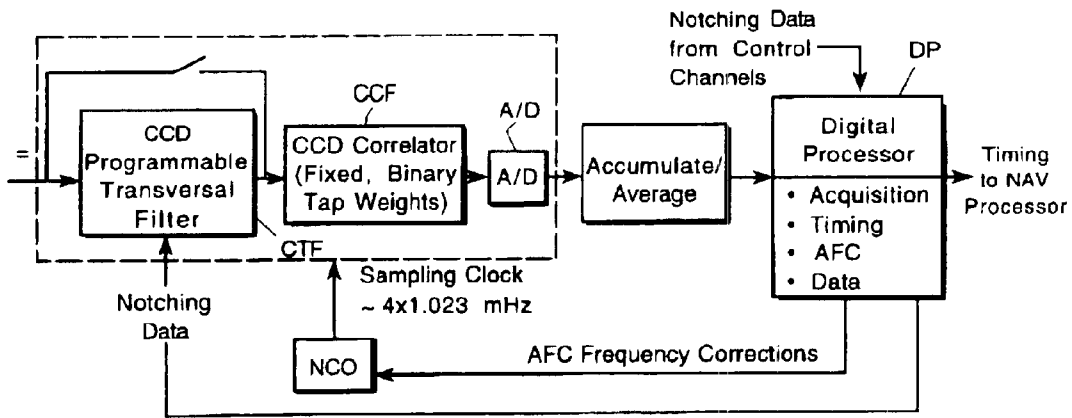 Notching Data
from Control
Channels
DP
CCF
A/D
=
CCD
Programmable
Transversal
Filter
CCD Correlator
(Fixed, Binary
Tap Weights)
A/D
Accumulate/
Average
Digital
Processor
• Acquisition
• Timing
• AFC
• Data
Timing
to NAV
Processor
CTF
Notching
Data
Sampling Clock
~ 4x1.023 mHz
NCO
AFC Frequency Corrections